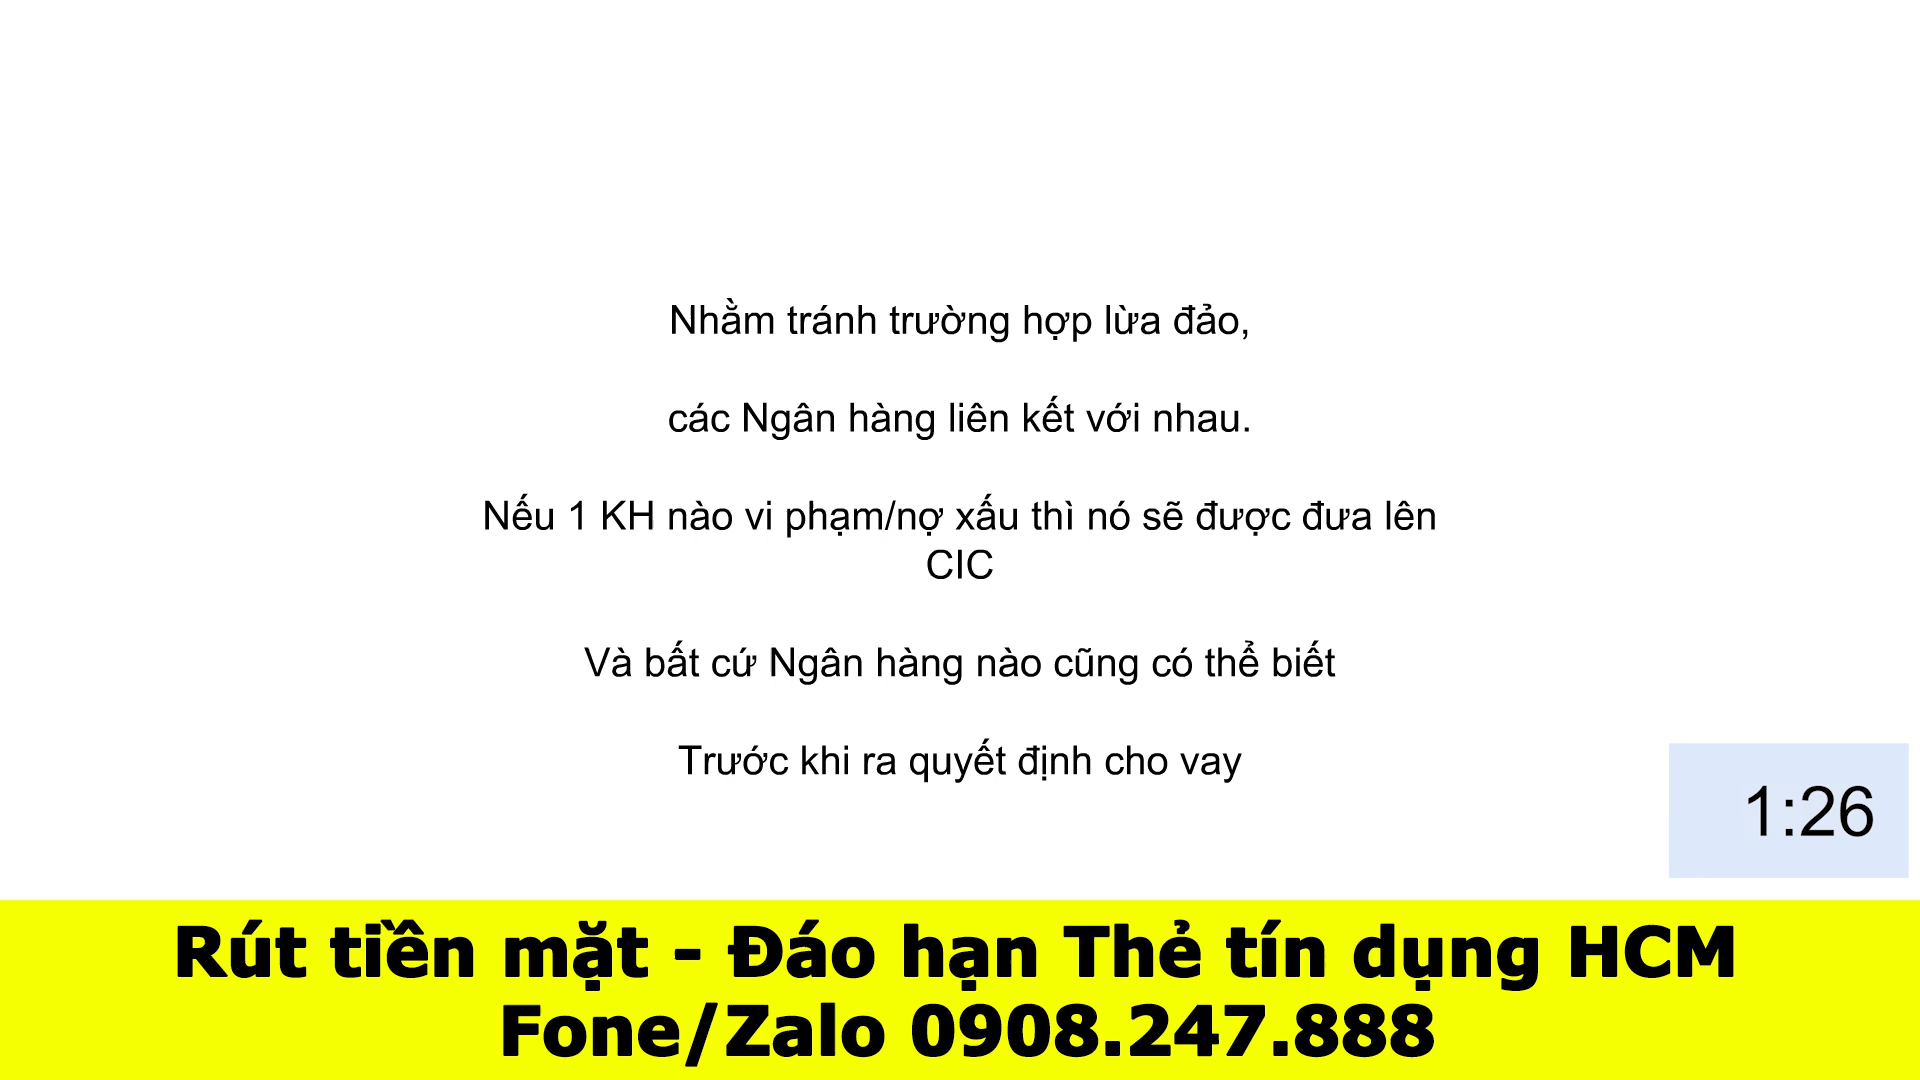 Nhằm tránh trường hợp lừa đảo,
các Ngân hàng liên kết với nhau.
Nếu 1 KH nào vi phạm/nợ xấu thì nó sẽ được đưa lên
CIC
Và bất cứ Ngân hàng nào cũng có thể biết
Trước khi ra quyết định cho vay
1:26
Rút tiền mặt - Đáo hạn Thẻ tín dụng HCM
Fone/Zalo 0908.247.888